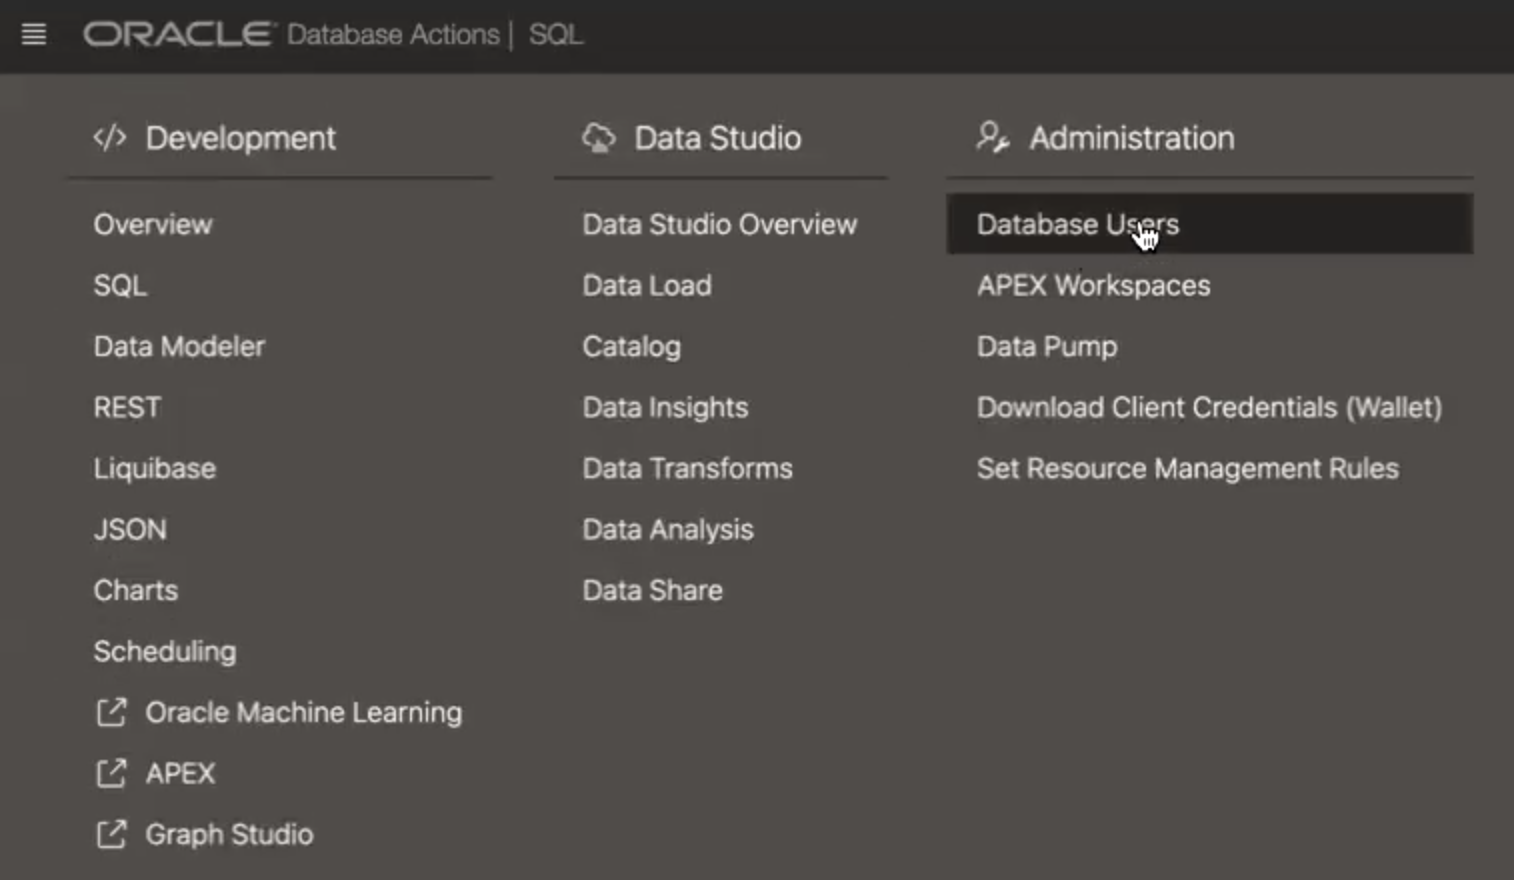 ORACLE Database Actions | SQL
Development
Overview
SQL
Data Modeler
REST
Liquibase
JSON
Charts
Scheduling
Oracle Machine Learning
APEX
Graph Studio
Data Studio
Data Studio Overview
Data Load
Catalog
Data Insights
Data Transforms
Data Analysis
Data Share
Administration
Database Users
APEX Workspaces
Data Pump
Download Client Credentials (Wallet)
Set Resource Management Rules